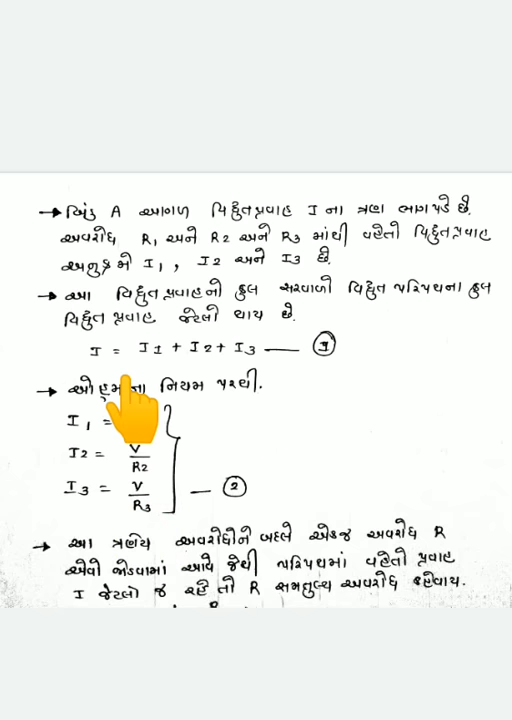 → બિંદુ A આગળ વિદ્યુતપ્રવાહ I ના ત્રણ ભાગ પડે છે.
અવરોધ R1 અને R2 અને R3 માંથી વહેતો વિદ્યુતપ્રવાહ
અનુક્રમે I1, I2 અને I3 છે.
→ આ વિદ્યુતપ્રવાહનો કુલ સરવાળો વિદ્યુત પરિપથના કુલ
વિદ્યુત પ્રવાહ જેટલો થાય છે.
I = I1 + I2 + I3 — ①
→ ઓહ્મના નિયમ પરથી.
I1 =
I2 = V/R2
I3 = V/R3 — ②
→ આ ત્રણેય અવરોધોને બદલે એકજ અવરોધ R
એવો જોડવામાં આવે જેથી પરિપથમાં વહેતો પ્રવાહ
I જેટલો જ રહે તો R સમતુલ્ય અવરોધ કહેવાય.